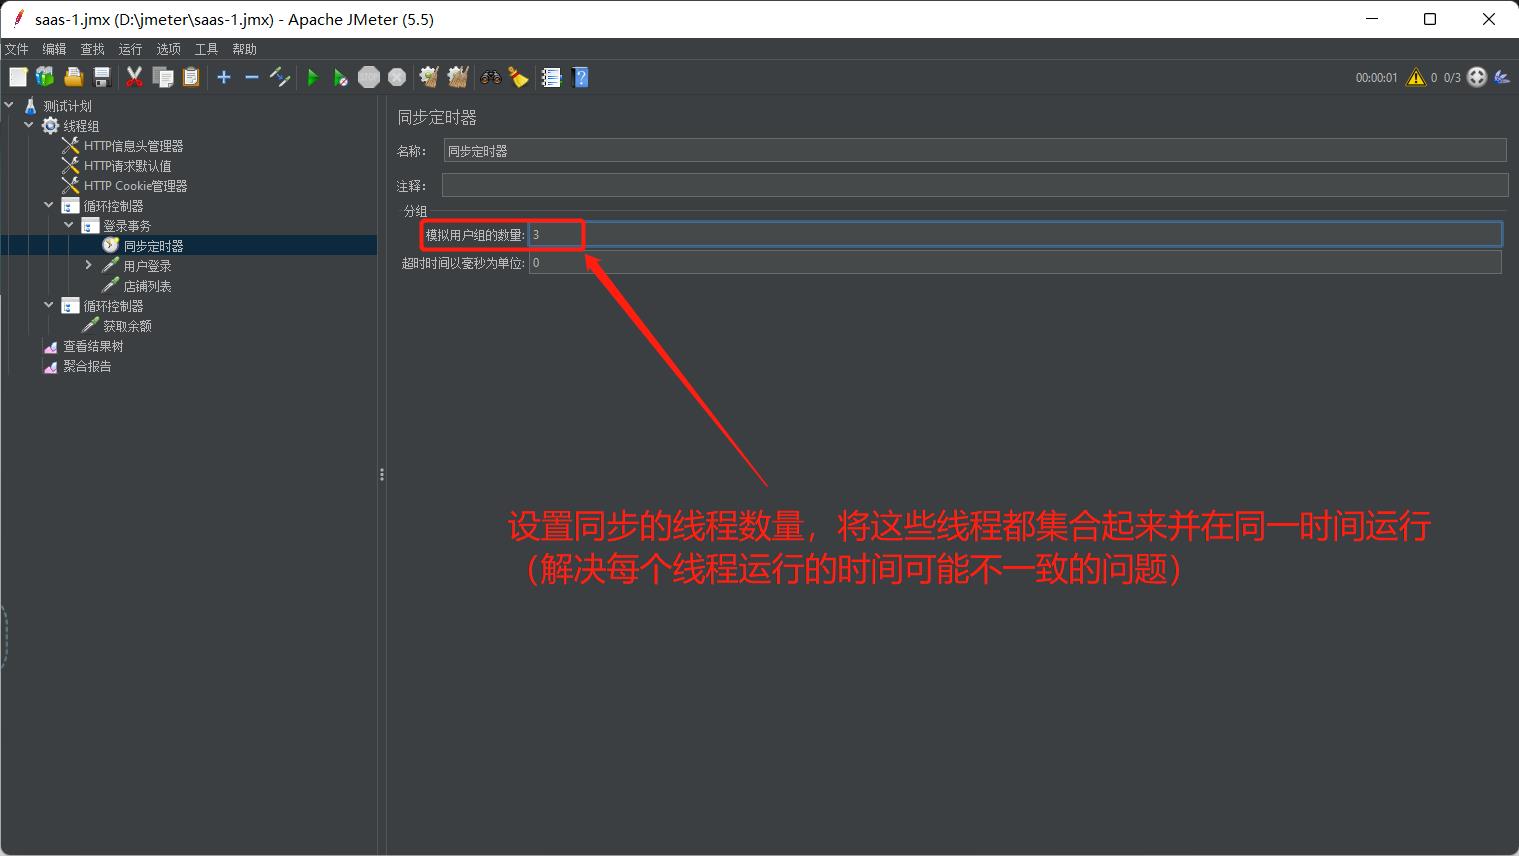 saas-1.jmx (D:\jmeter\saas-1.jmx) - Apache JMeter (5.5)
文件 编辑 查找 运行 选项 工具 帮助
STOP
00:00:01 0 0/3
测试计划
线程组
HTTP信息头管理器
HTTP请求默认值
HTTP Cookie管理器
循环控制器
登录事务
同步定时器
用户登录
店铺列表
循环控制器
获取余额
查看结果树
聚合报告
同步定时器
名称： 同步定时器
注释：
分组
模拟用户组的数量: 3
超时时间以毫秒为单位: 0
设置同步的线程数量，将这些线程都集合起来并在同一时间运行
（解决每个线程运行的时间可能不一致的问题）